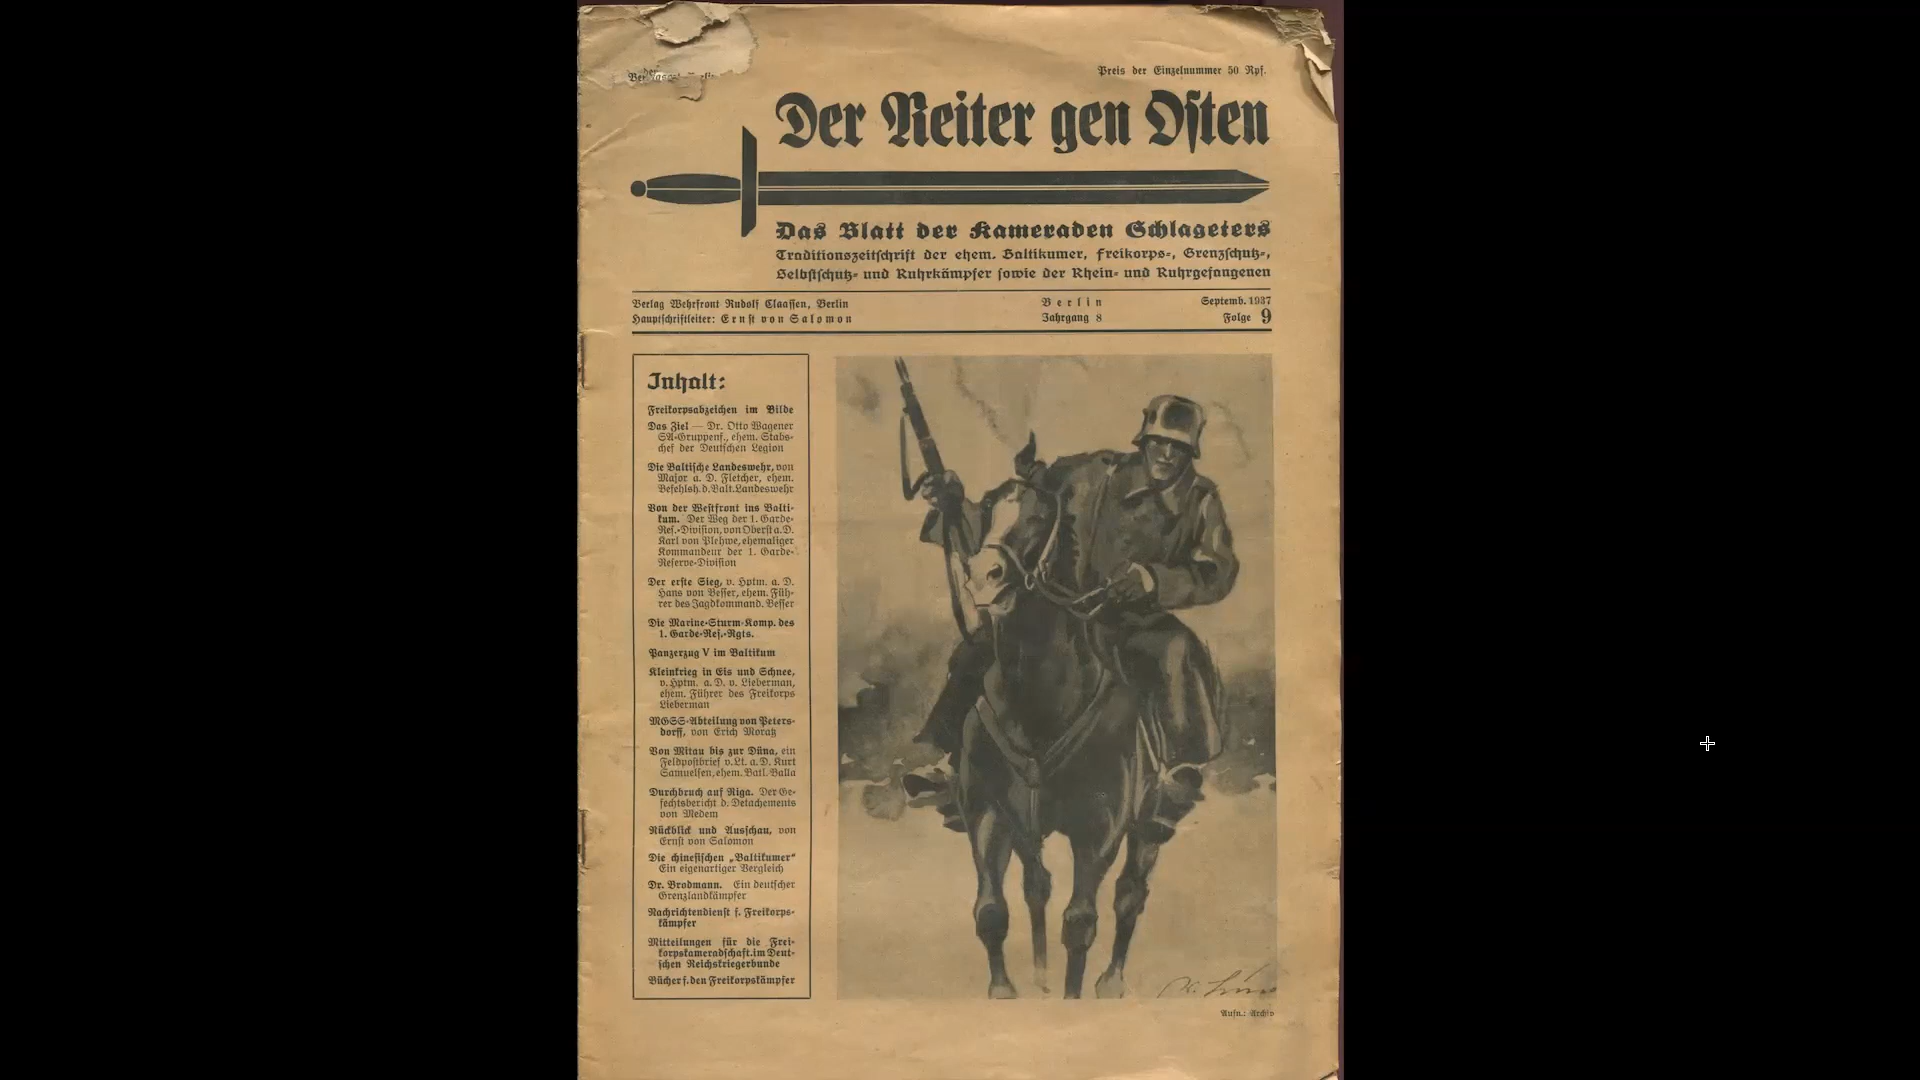 Preis der Einzelnummer 50 Rpf.
Der Reiter gen Osten
Das Blatt der Kameraden Schlageters
Traditionszeitschrift der ehem. Baltikumer, Freikorps-, Grenzschutz-,
Selbstschutz- und Ruhrkämpfer sowie der Rhein- und Ruhrgefangenen
Verlag Wehrfront Rudolf Claassen, Berlin
Hauptschriftleiter: Ernst von Salomon
Berlin
Jahrgang 8
Septemb. 1937
Folge 9
Inhalt:
Freikorpsabzeichen im Bilde
Das Ziel — Dr. Otto Wagener
SA-Gruppenf., ehem. Stabs-
chef der Deutschen Legion
Die Baltische Landeswehr, von
Major a. D. Fletcher, ehem.
Befehlsh. d. Balt. Landeswehr
Von der Westfront ins Balti-
kum. Der Weg der 1. Garde-
Res.-Division, von Oberst a. D.
Karl von Plehwe, ehemaliger
Kommandeur der 1. Garde-
Reserve-Division
Der erste Sieg, v. Hptm. a. D.
Hans von Besser, ehem. Füh-
rer des Jagdkommand. Besser
Die Marine-Sturm-Komp. des
1. Garde-Res.-Rgts.
Panzerzug V im Baltikum
Kleinkrieg in Eis und Schnee,
v. Hptm. a. D. v. Lieberman,
ehem. Führer des Freikorps
Lieberman
MGSS-Abteilung von Peters-
dorff, von Erich Moratz
Von Mitau bis zur Düna, ein
Feldpostbrief v. Lt. a. D. Kurt
Samuelsen, ehem. Batl. Balla
Durchbruch auf Riga. Der Ge-
fechtsbericht d. Detachements
von Medem
Rückblick und Ausschau, von
Ernst von Salomon
Die chinesischen „Baltikumer“
Ein eigenartiger Vergleich
Dr. Brodmann. Ein deutscher
Grenzlandkämpfer
Nachrichtendienst f. Freikorps-
kämpfer
Mitteilungen für die Frei-
korpskameradschaft. im Deut-
schen Reichskriegerbunde
Bücher f. den Freikorpskämpfer
Aufn.: Archiv